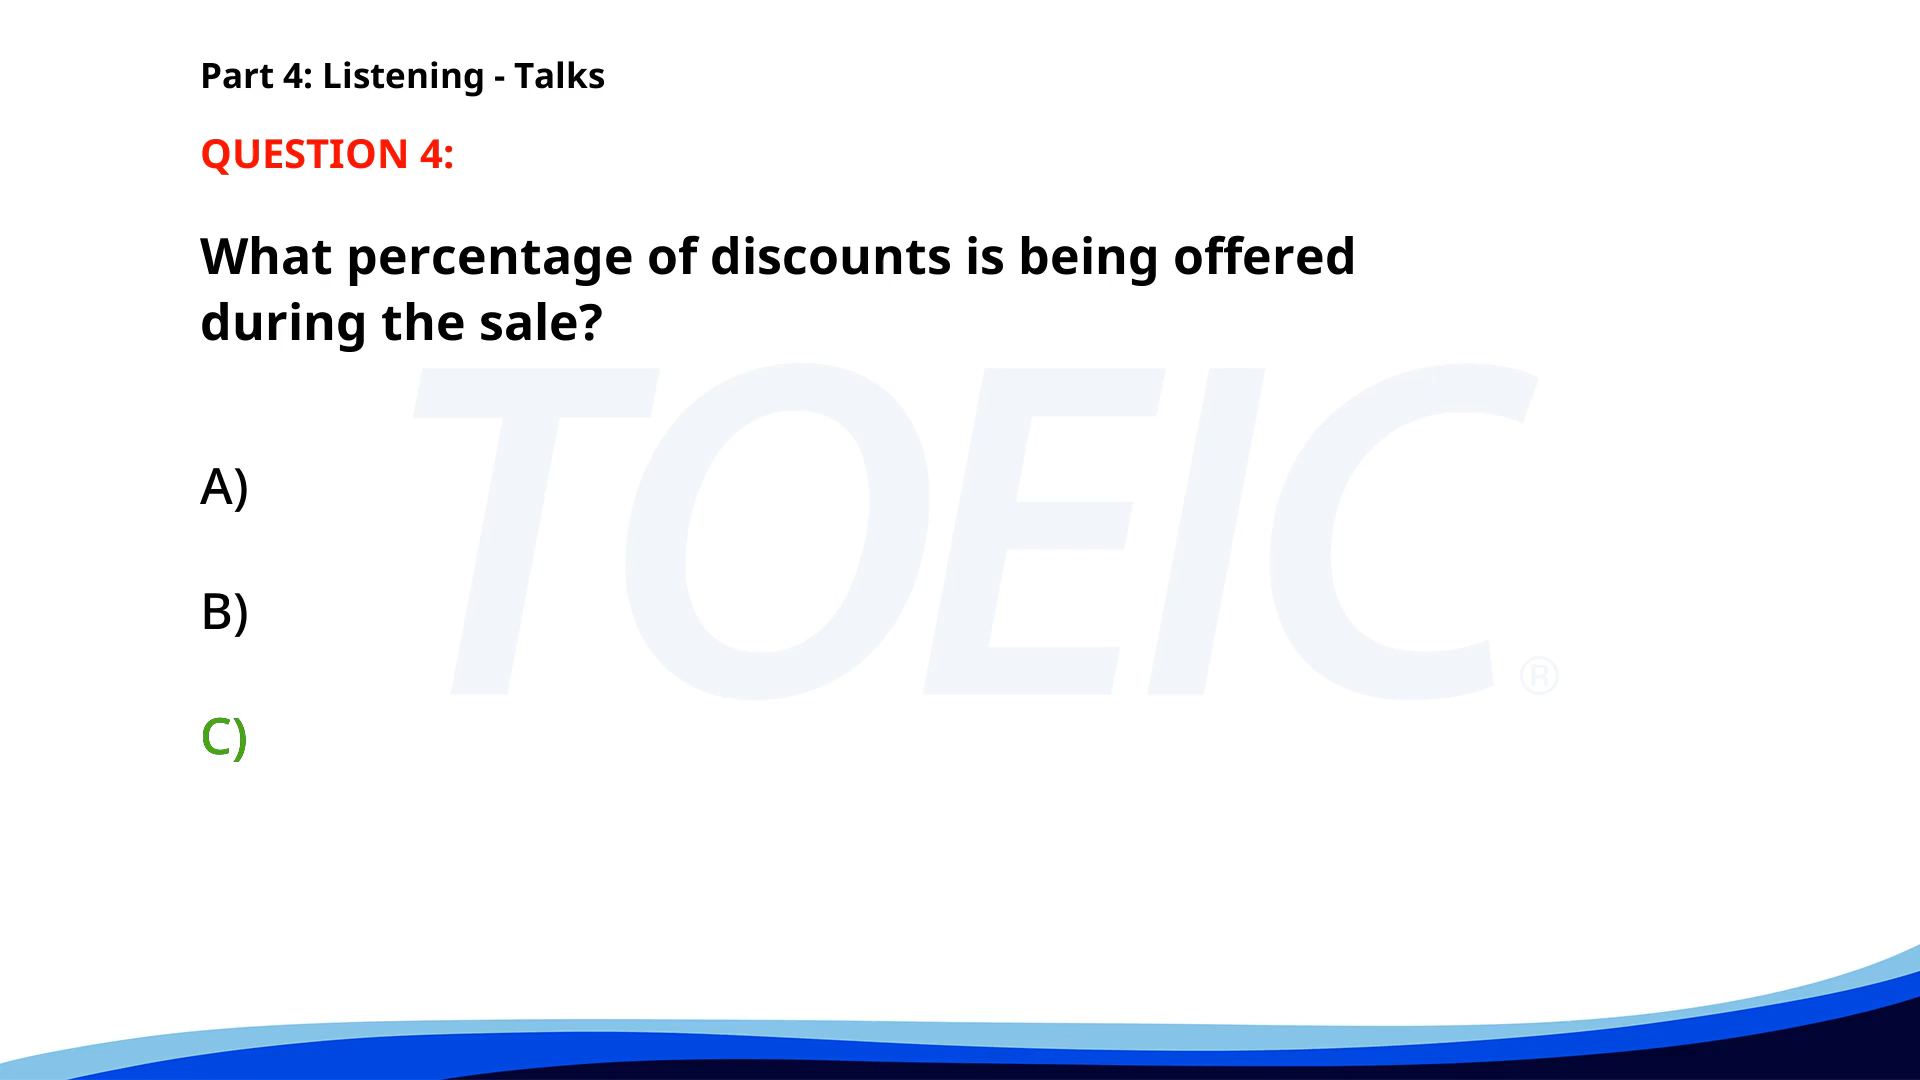 Part 4: Listening - Talks
QUESTION 4:
What percentage of discounts is being offered
during the sale?
TOEIC®
A)
B)
C)